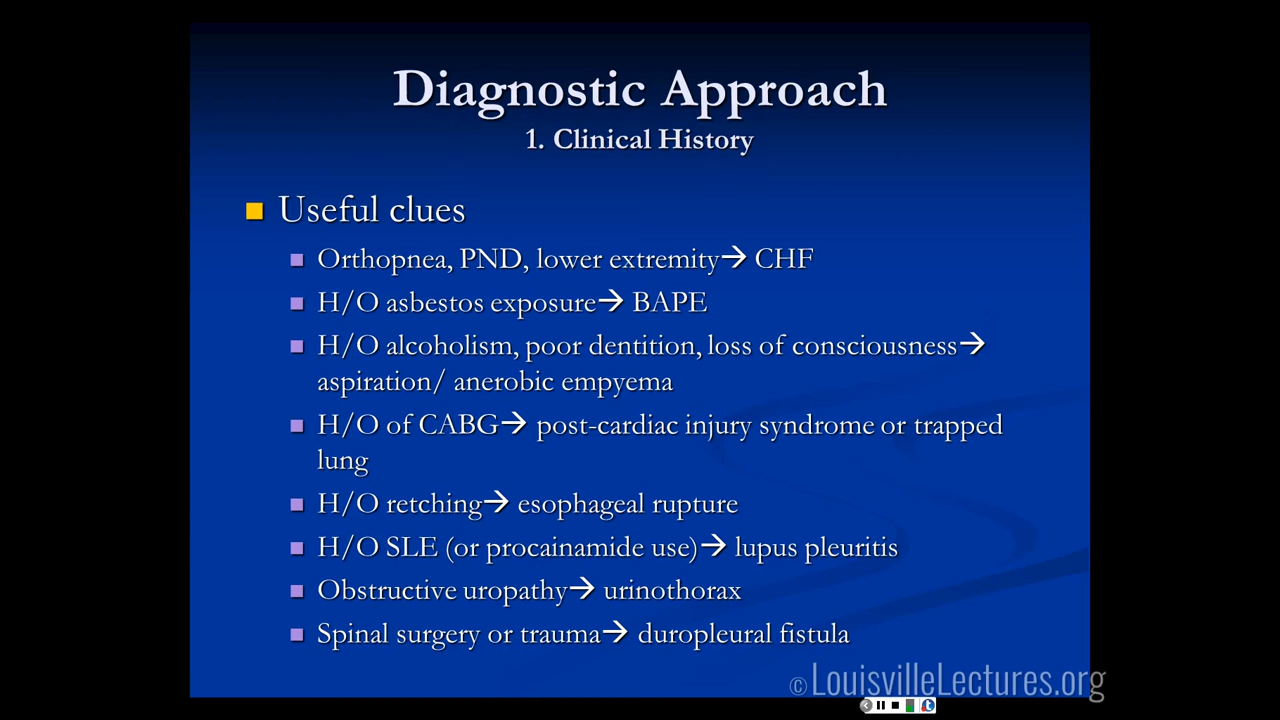 Diagnostic Approach
1. Clinical History
Useful clues
Orthopnea, PND, lower extremity→ CHF
H/O asbestos exposure→ BAPE
H/O alcoholism, poor dentition, loss of consciousness→
aspiration/ anerobic empyema
H/O of CABG→ post-cardiac injury syndrome or trapped
lung
H/O retching→ esophageal rupture
H/O SLE (or procainamide use)→ lupus pleuritis
Obstructive uropathy→ urinothorax
Spinal surgery or trauma→ duropleural fistula
© LouisvilleLectures.org